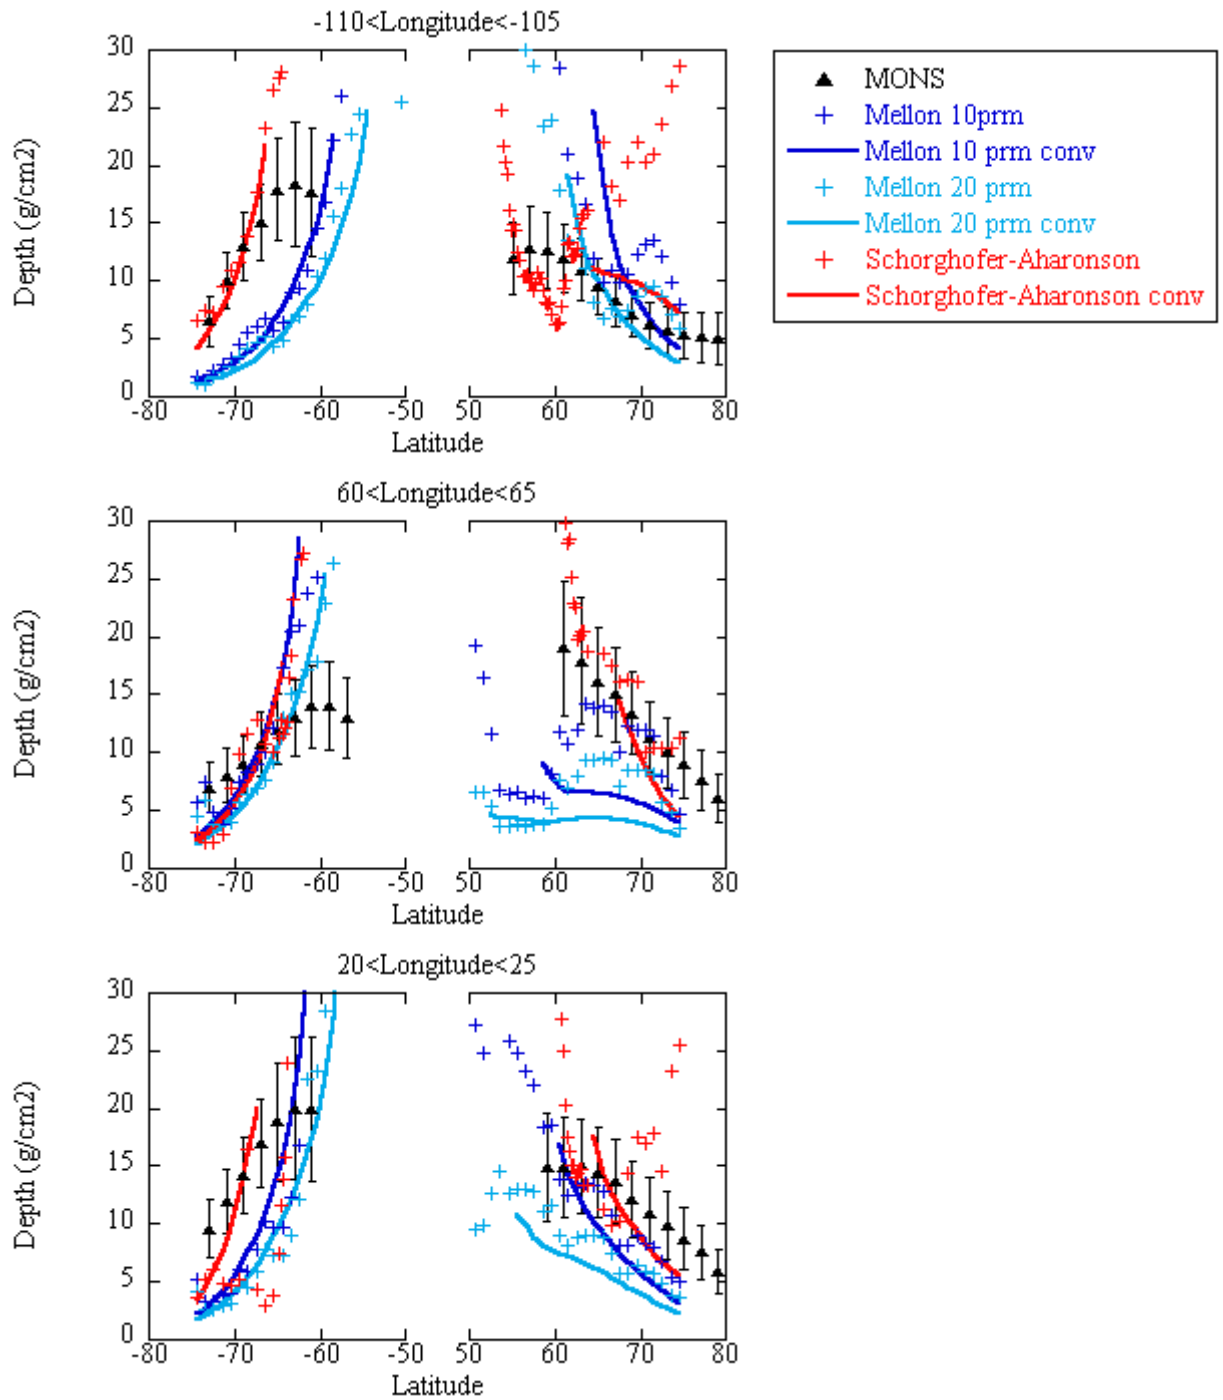 -110<Longitude<-105
30
25
20
15
10
5
0
Depth (g/cm2)
-80 -70 -60 -50 50 60 70 80
Latitude
MONS
Mellon 10prm
Mellon 10 prm conv
Mellon 20 prm
Mellon 20 prm conv
Schorghofer-Aharonson
Schorghofer-Aharonson conv
60<Longitude<65
30
25
20
15
10
5
0
Depth (g/cm2)
-80 -70 -60 -50 50 60 70 80
Latitude
20<Longitude<25
30
25
20
15
10
5
0
Depth (g/cm2)
-80 -70 -60 -50 50 60 70 80
Latitude